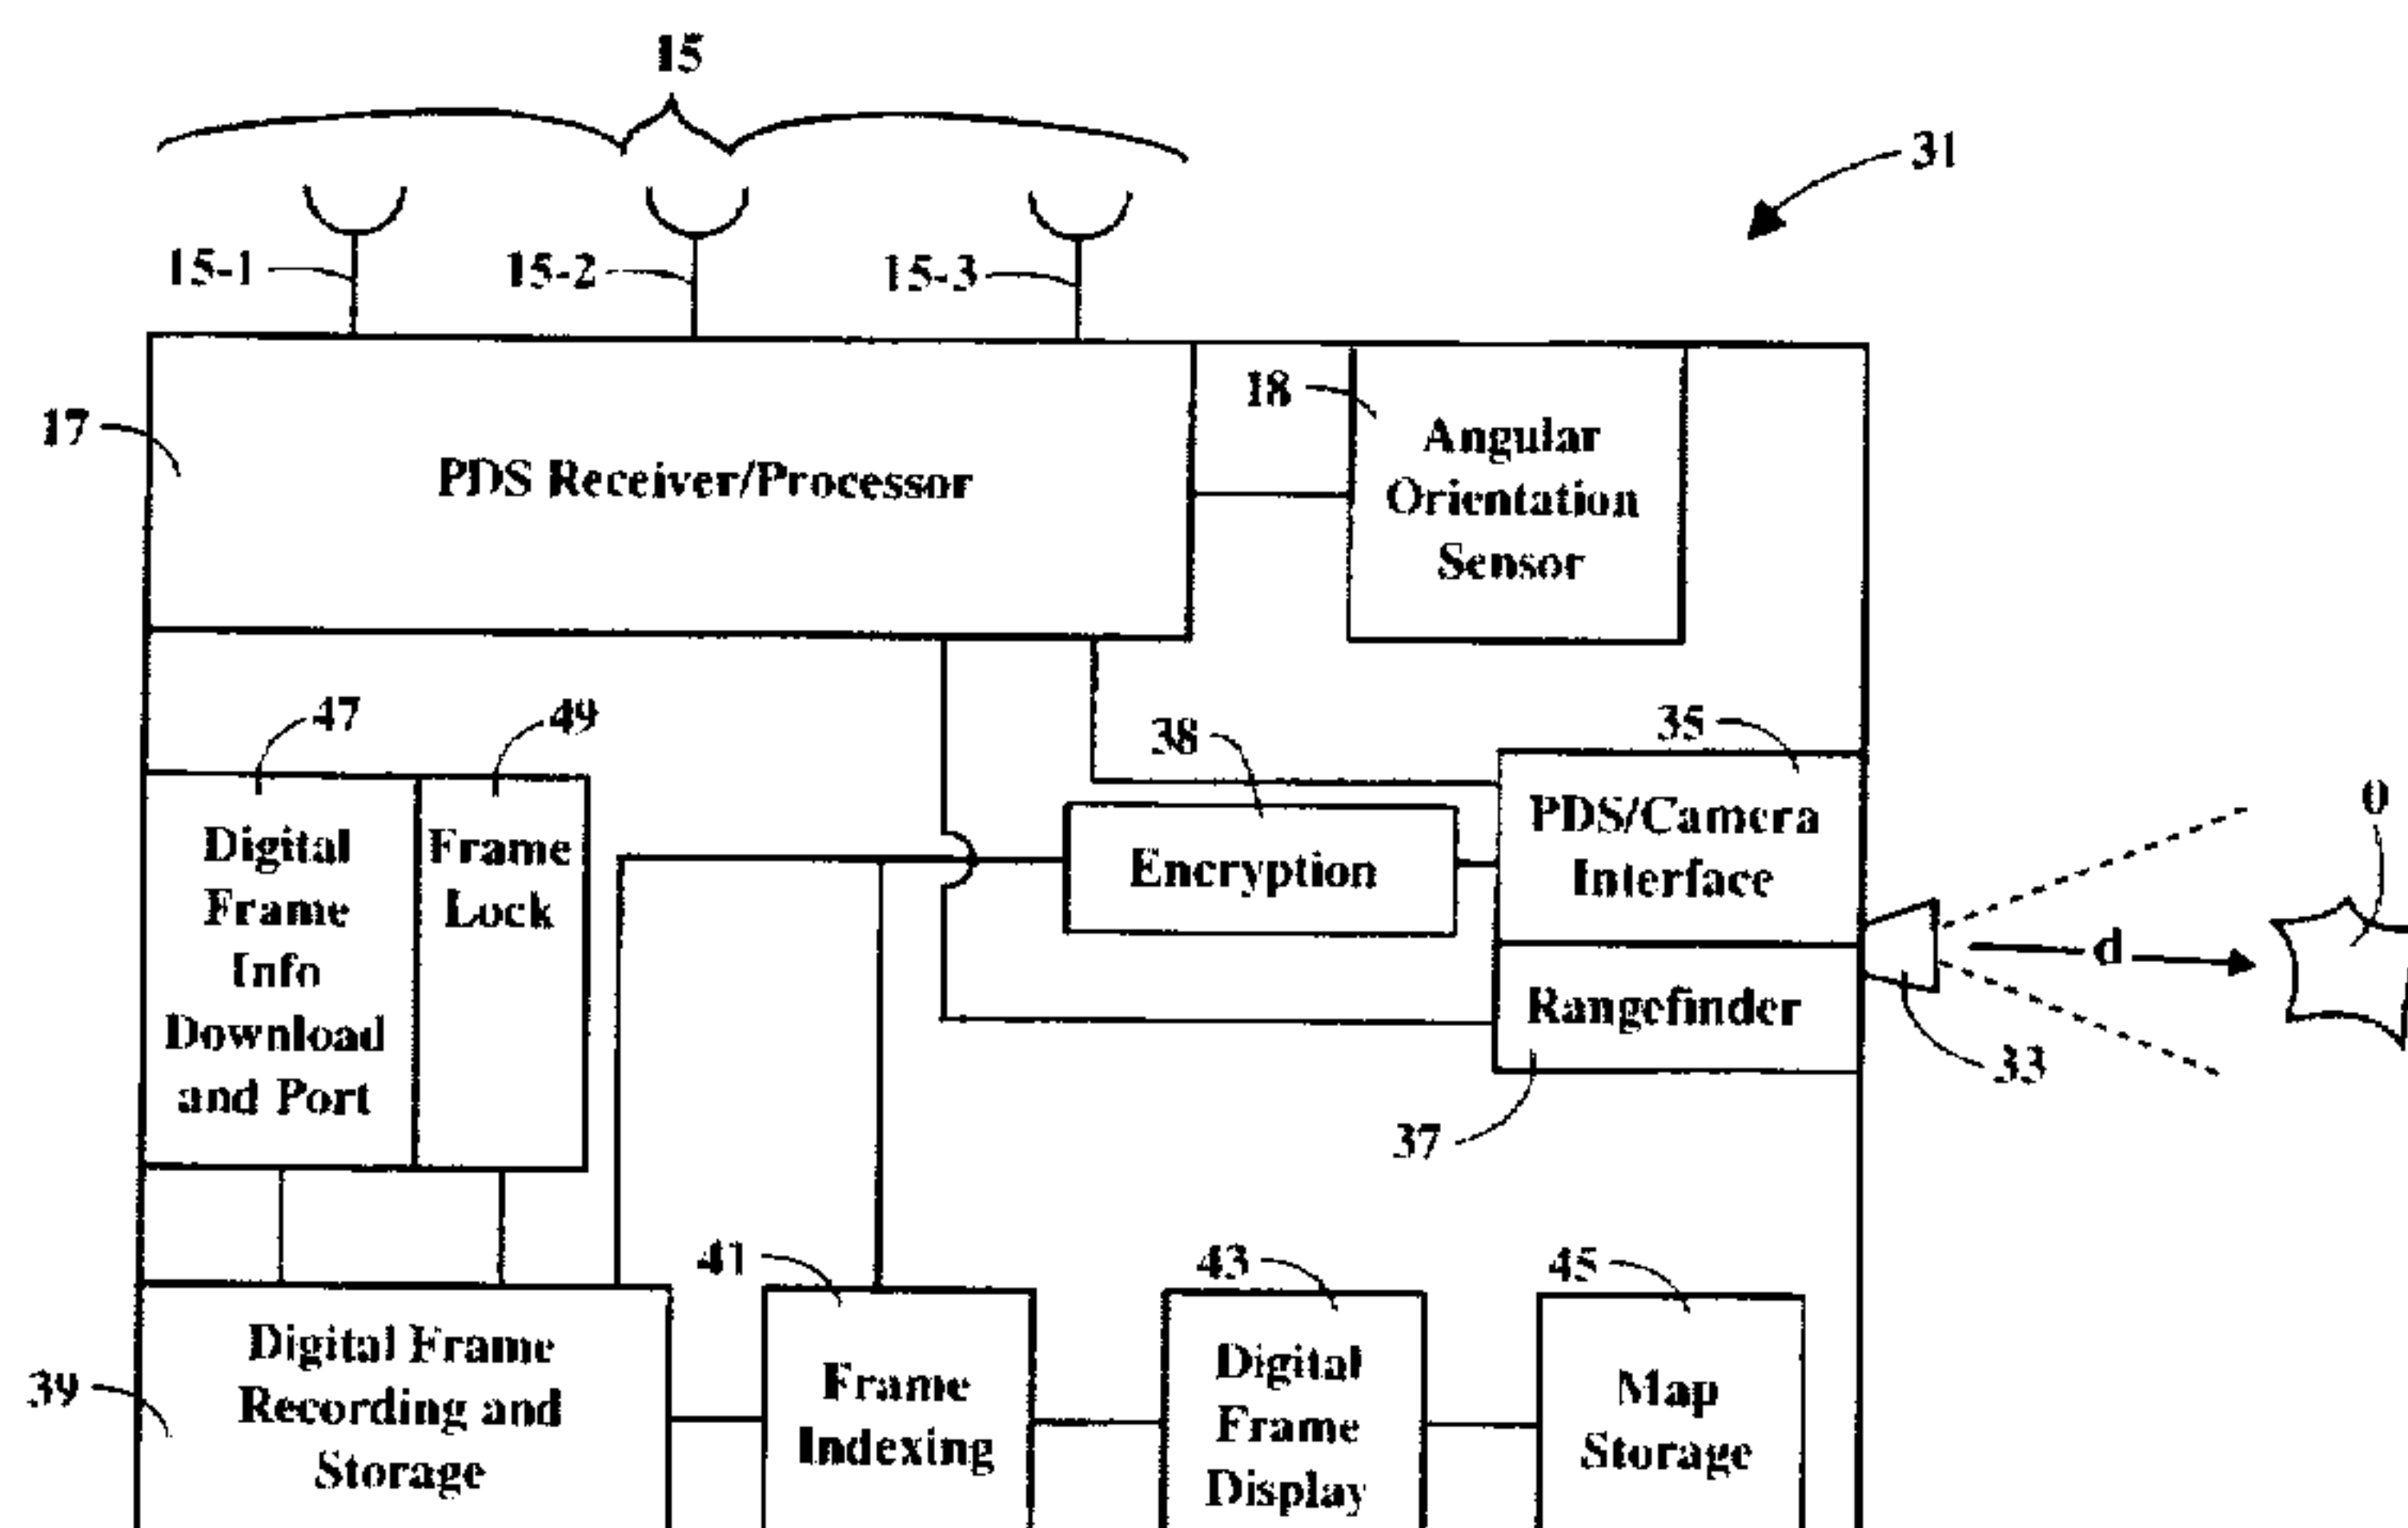 15
31
15-1
15-2
15-3
17
PDS Receiver/Processor
18
Angular
Orientation
Sensor
47
49
38
35
Digital
Frame
Info
Download
and Port
Frame
Lock
Encryption
PDS/Camera
Interface
Rangefinder
0
d
33
37
41
43
45
39
Digital Frame
Recording and
Storage
Frame
Indexing
Digital
Frame
Display
Map
Storage